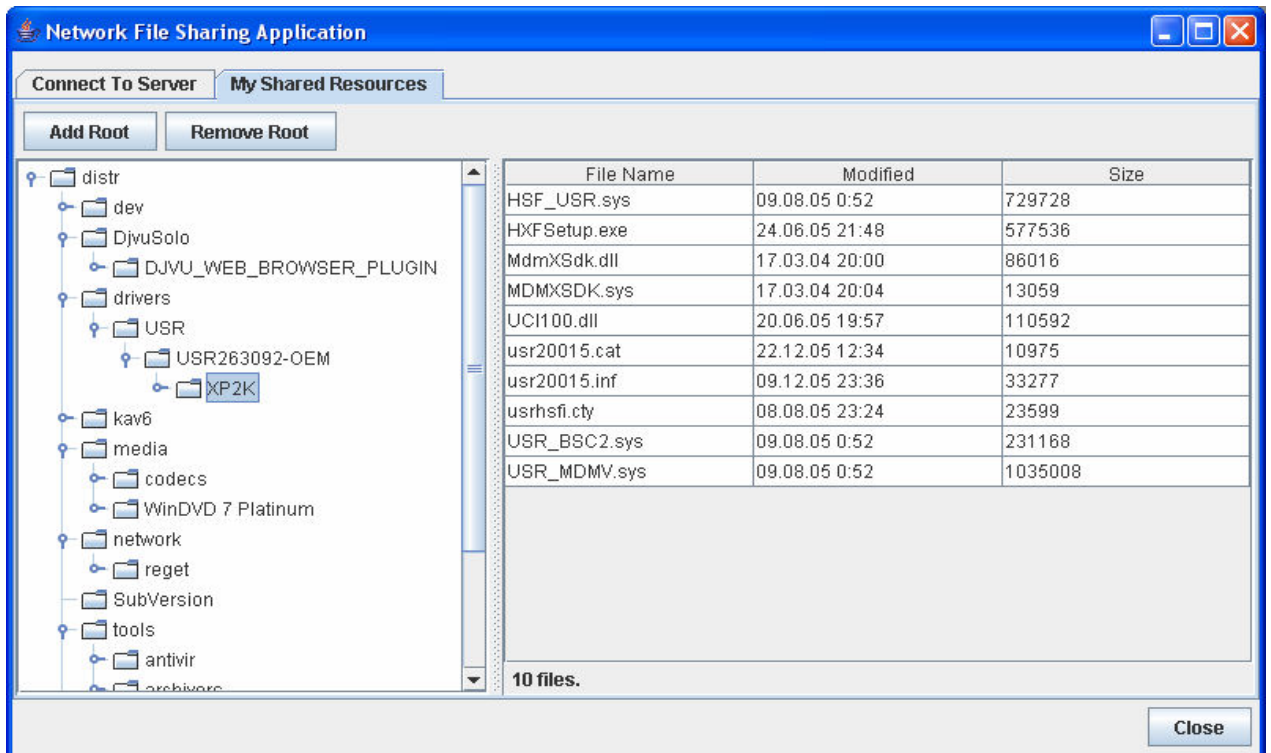 Network File Sharing Application
Connect To Server My Shared Resources
Add Root Remove Root
distr
dev
DjvuSolo
DJVU_WEB_BROWSER_PLUGIN
drivers
USR
USR263092-OEM
XP2K
kav6
media
codecs
WinDVD 7 Platinum
network
reget
SubVersion
tools
antivir
archivers
File Name Modified Size
HSF_USR.sys 09.08.05 0:52 729728
HXFSetup.exe 24.06.05 21:48 577536
MdmXSdk.dll 17.03.04 20:00 86016
MDMXSDK.sys 17.03.04 20:04 13059
UCI100.dll 20.06.05 19:57 110592
usr20015.cat 22.12.05 12:34 10975
usr20015.inf 09.12.05 23:36 33277
usrhsfi.cty 08.08.05 23:24 23599
USR_BSC2.sys 09.08.05 0:52 231168
USR_MDMV.sys 09.08.05 0:52 1035008
10 files.
Close